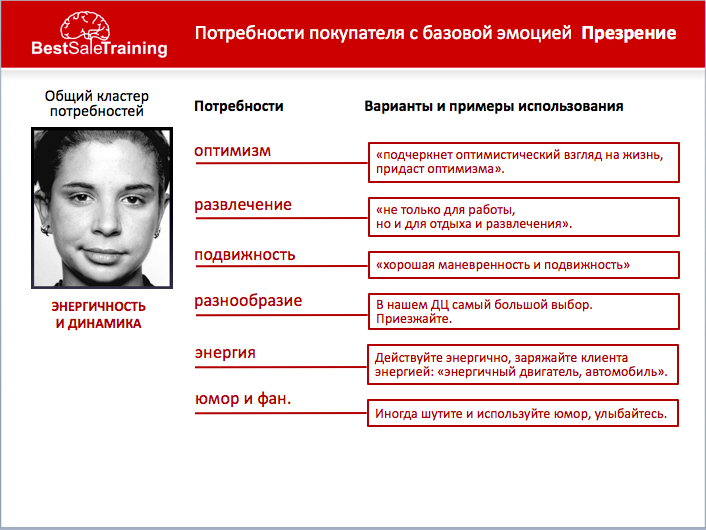 BestSaleTraining
Потребности покупателя с базовой эмоцией Презрение
Общий кластер
потребностей
ЭНЕРГИЧНОСТЬ
И ДИНАМИКА
Потребности
Варианты и примеры использования
оптимизм
«подчеркнет оптимистический взгляд на жизнь,
придаст оптимизма».
развлечение
«не только для работы,
но и для отдыха и развлечения».
подвижность
«хорошая маневренность и подвижность»
разнообразие
В нашем ДЦ самый большой выбор.
Приезжайте.
энергия
Действуйте энергично, заряжайте клиента
энергией: «энергичный двигатель, автомобиль».
юмор и фан.
Иногда шутите и используйте юмор, улыбайтесь.